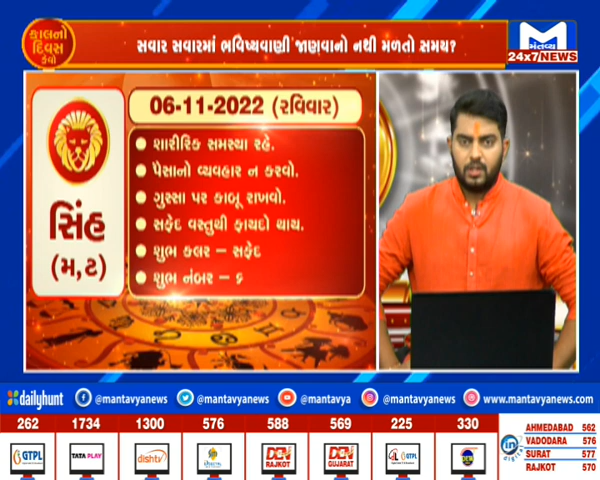 કાલનો
દિવસ
કેવો
સવાર સવારમાં ભવિષ્યવાણી જાણવાનો નથી મળતો સમય?
મંતવ્ય
24x7NEWS
06-11-2022 (રવિવાર)
સિંહ
(મ,ટ)
શારીરિક સમસ્યા રહે.
પૈસાનો વ્યવહાર ન કરવો.
ગુસ્સા પર કાબૂ રાખવો.
સફેદ વસ્તુથી ફાયદો થાય.
શુભ કલર – સફેદ
શુભ નંબર – ૬
dailyhunt @mantavyanews @mantavyanews @mantavya @mantavyanews @mantavyanews www.mantavyanews.com
262 1734 1300 576 588 569 225 330
GTPL TATA PLAY dishtv DEN RAJKOT DEN GUJARAT
in digital
AHMEDABAD 562
VADODARA 576
SURAT 577
RAJKOT 570